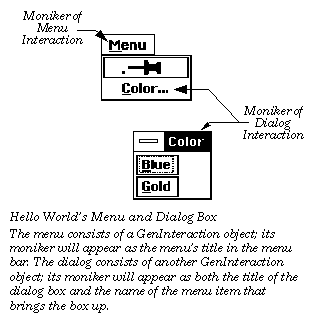 Moniker of
Menu
Interaction
Menu
Color...
Moniker of
Dialog
Interaction
Color
Blue
Gold
Hello World's Menu and Dialog Box
The menu consists of a GenInteraction object; its
moniker will appear as the menu's title in the menu
bar. The dialog consists of another GenInteraction
object; its moniker will appear as both the title of the
dialog box and the name of the menu item that
brings the box up.